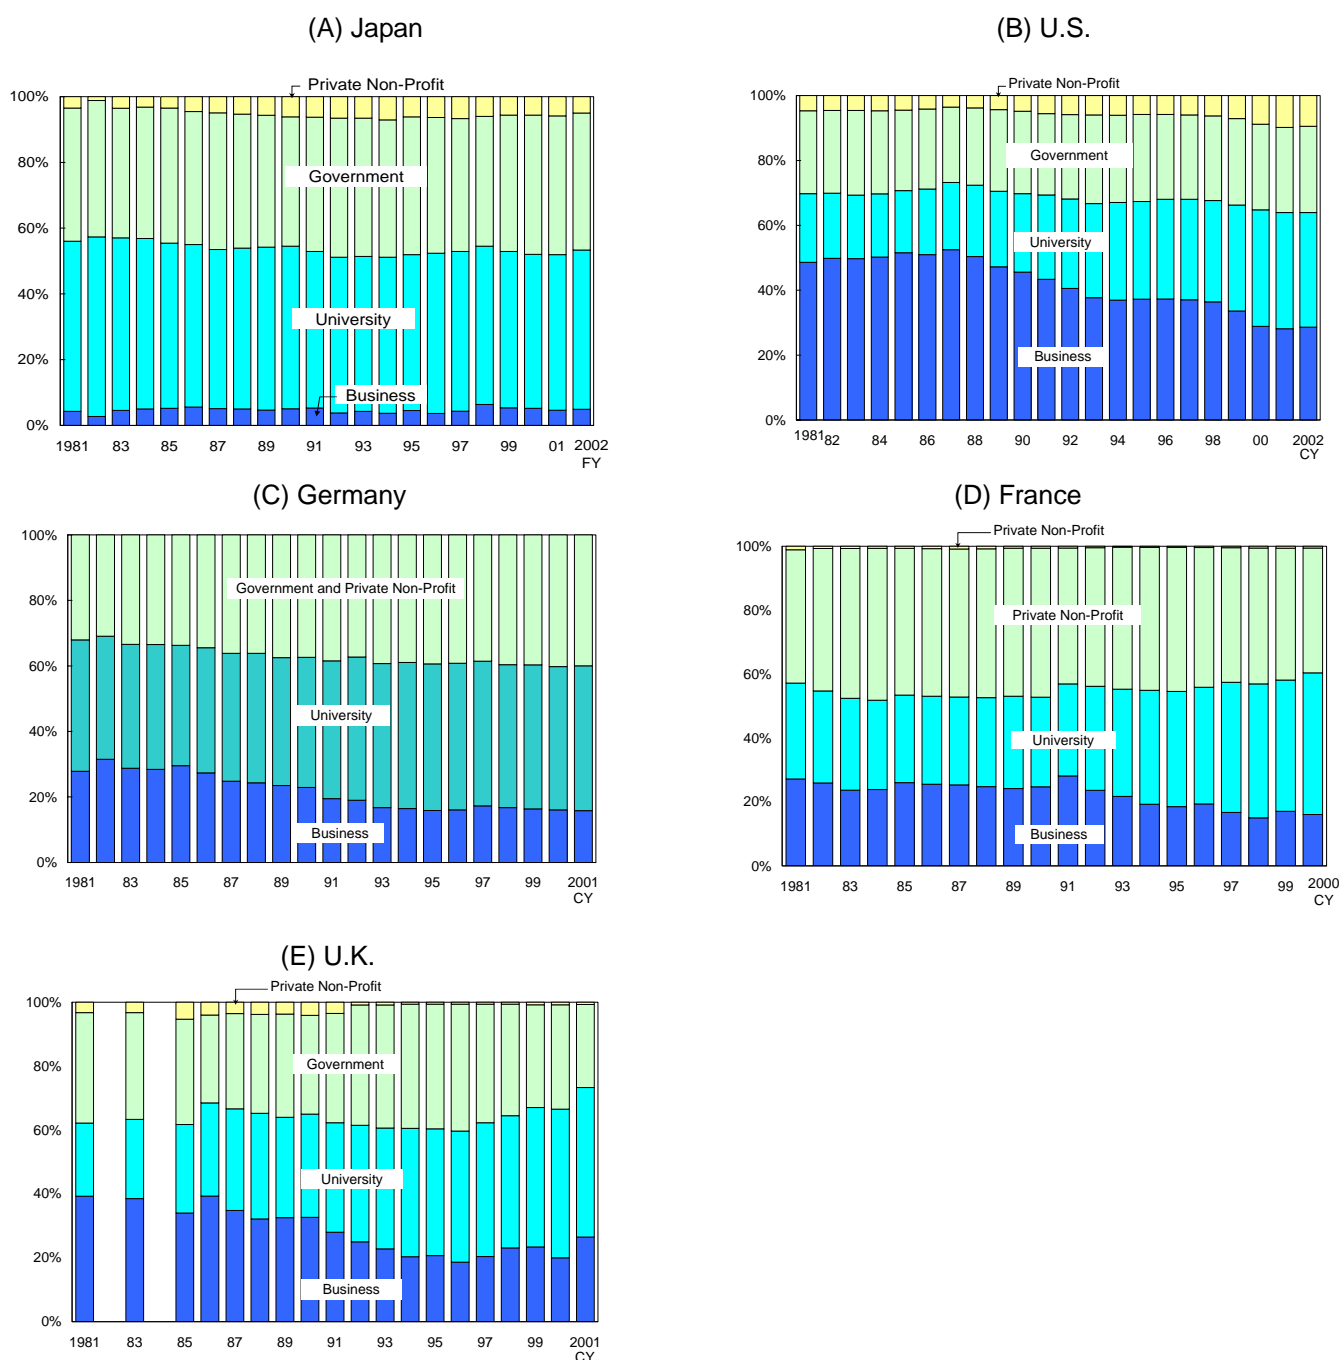 (A) Japan
Private Non-Profit
100%
80%
60%
40%
20%
0%
Government
University
Business
1981 83 85 87 89 91 93 95 97 99 01 2002
FY
(B) U.S.
Private Non-Profit
100%
80%
60%
40%
20%
0%
Government
University
Business
1981 82 84 86 88 90 92 94 96 98 00 2002
CY
(C) Germany
100%
80%
60%
40%
20%
0%
Government and Private Non-Profit
University
Business
1981 83 85 87 89 91 93 95 97 99 2001
CY
(D) France
Private Non-Profit
100%
80%
60%
40%
20%
0%
Private Non-Profit
University
Business
1981 83 85 87 89 91 93 95 97 99 2000
CY
(E) U.K.
Private Non-Profit
100%
80%
60%
40%
20%
0%
Government
University
Business
1981 83 85 87 89 91 93 95 97 99 2001
CY